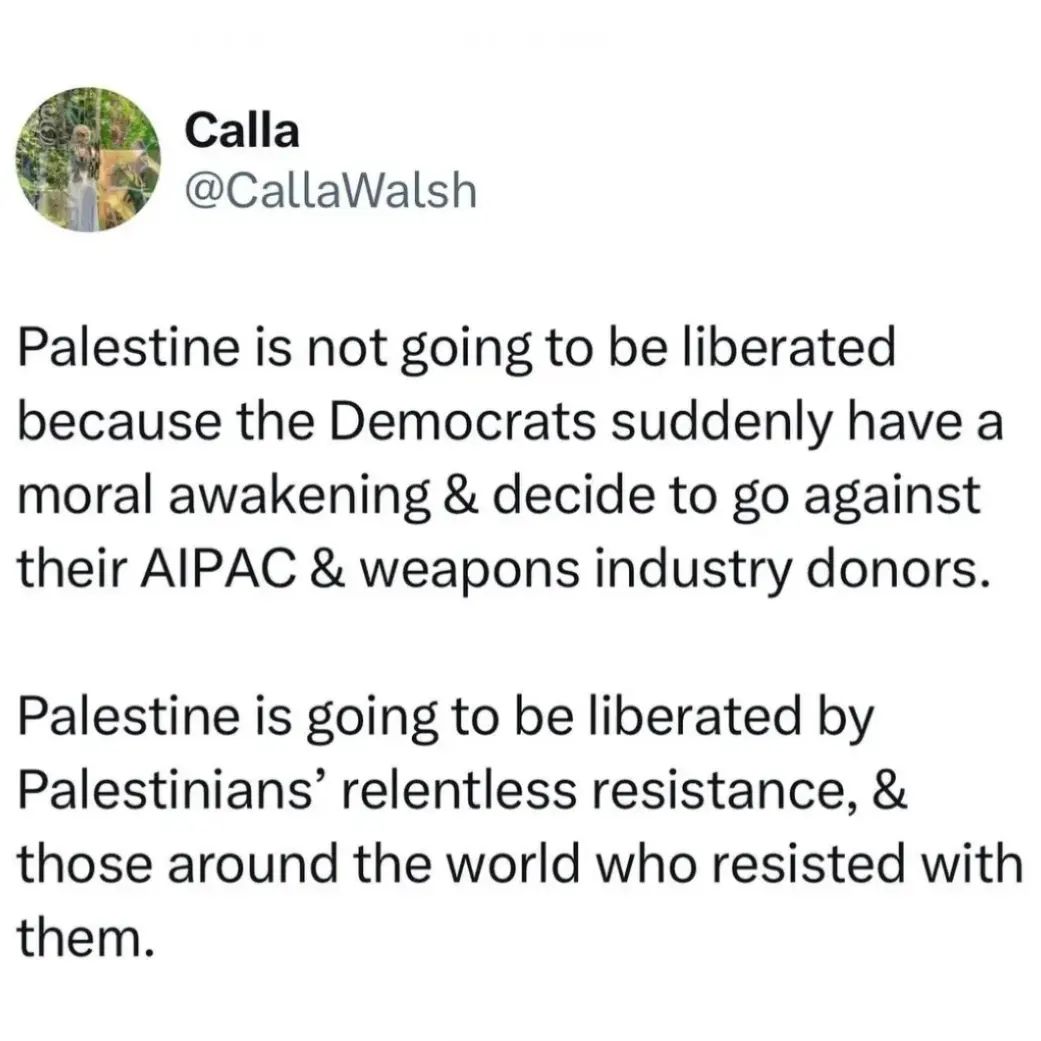 Calla
@CallaWalsh
Palestine is not going to be liberated
because the Democrats suddenly have a
moral awakening & decide to go against
their AIPAC & weapons industry donors.
Palestine is going to be liberated by
Palestinians’ relentless resistance, &
those around the world who resisted with
them.